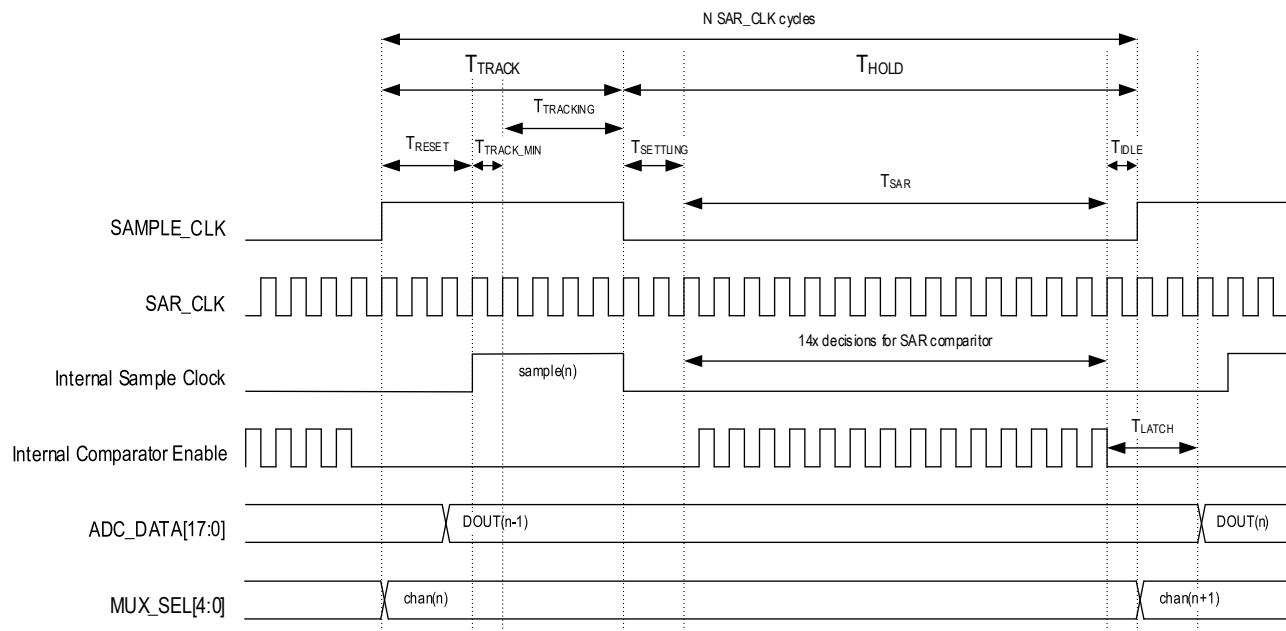 N SAR_CLK cycles
TTRACK
THOLD
TTRACKING
TRESET
TTRACK_MIN
TSETTLING
TIDLE
TSAR
SAMPLE_CLK
SAR_CLK
14x decisions for SAR comparitor
Internal Sample Clock
sample(n)
TLATCH
Internal Comparator Enable
ADC_DATA[17:0]
DOUT(n-1)
DOUT(n)
MUX_SEL[4:0]
chan(n)
chan(n+1)